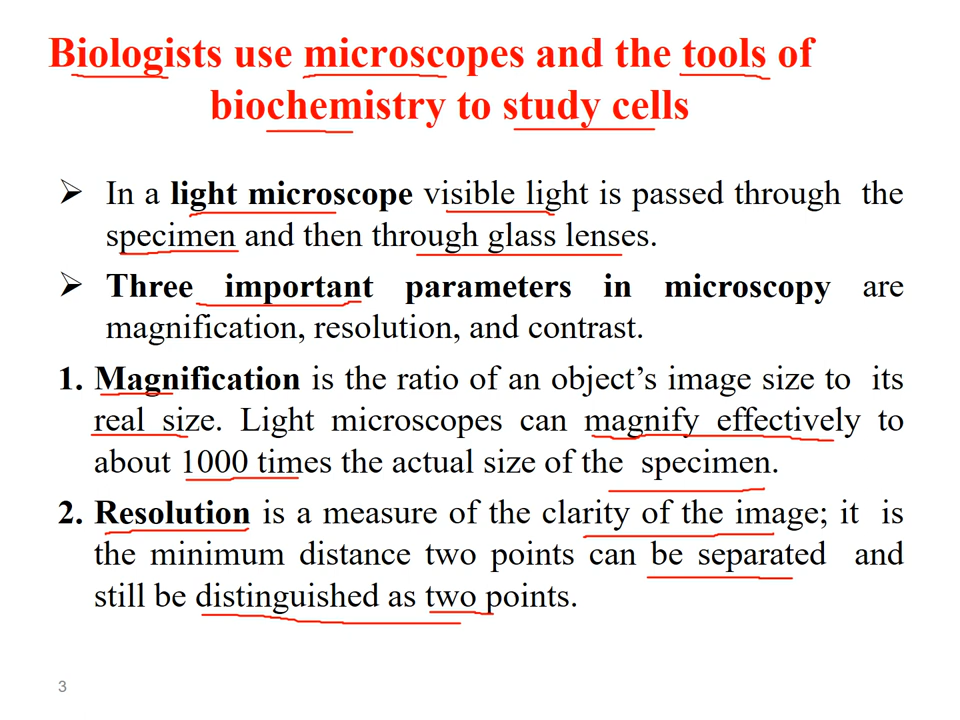 Biologists use microscopes and the tools of
biochemistry to study cells
➢ In a light microscope visible light is passed through the
specimen and then through glass lenses.
➢ Three important parameters in microscopy are
magnification, resolution, and contrast.
1. Magnification is the ratio of an object’s image size to its
real size. Light microscopes can magnify effectively to
about 1000 times the actual size of the specimen.
2. Resolution is a measure of the clarity of the image; it is
the minimum distance two points can be separated and
still be distinguished as two points.
3